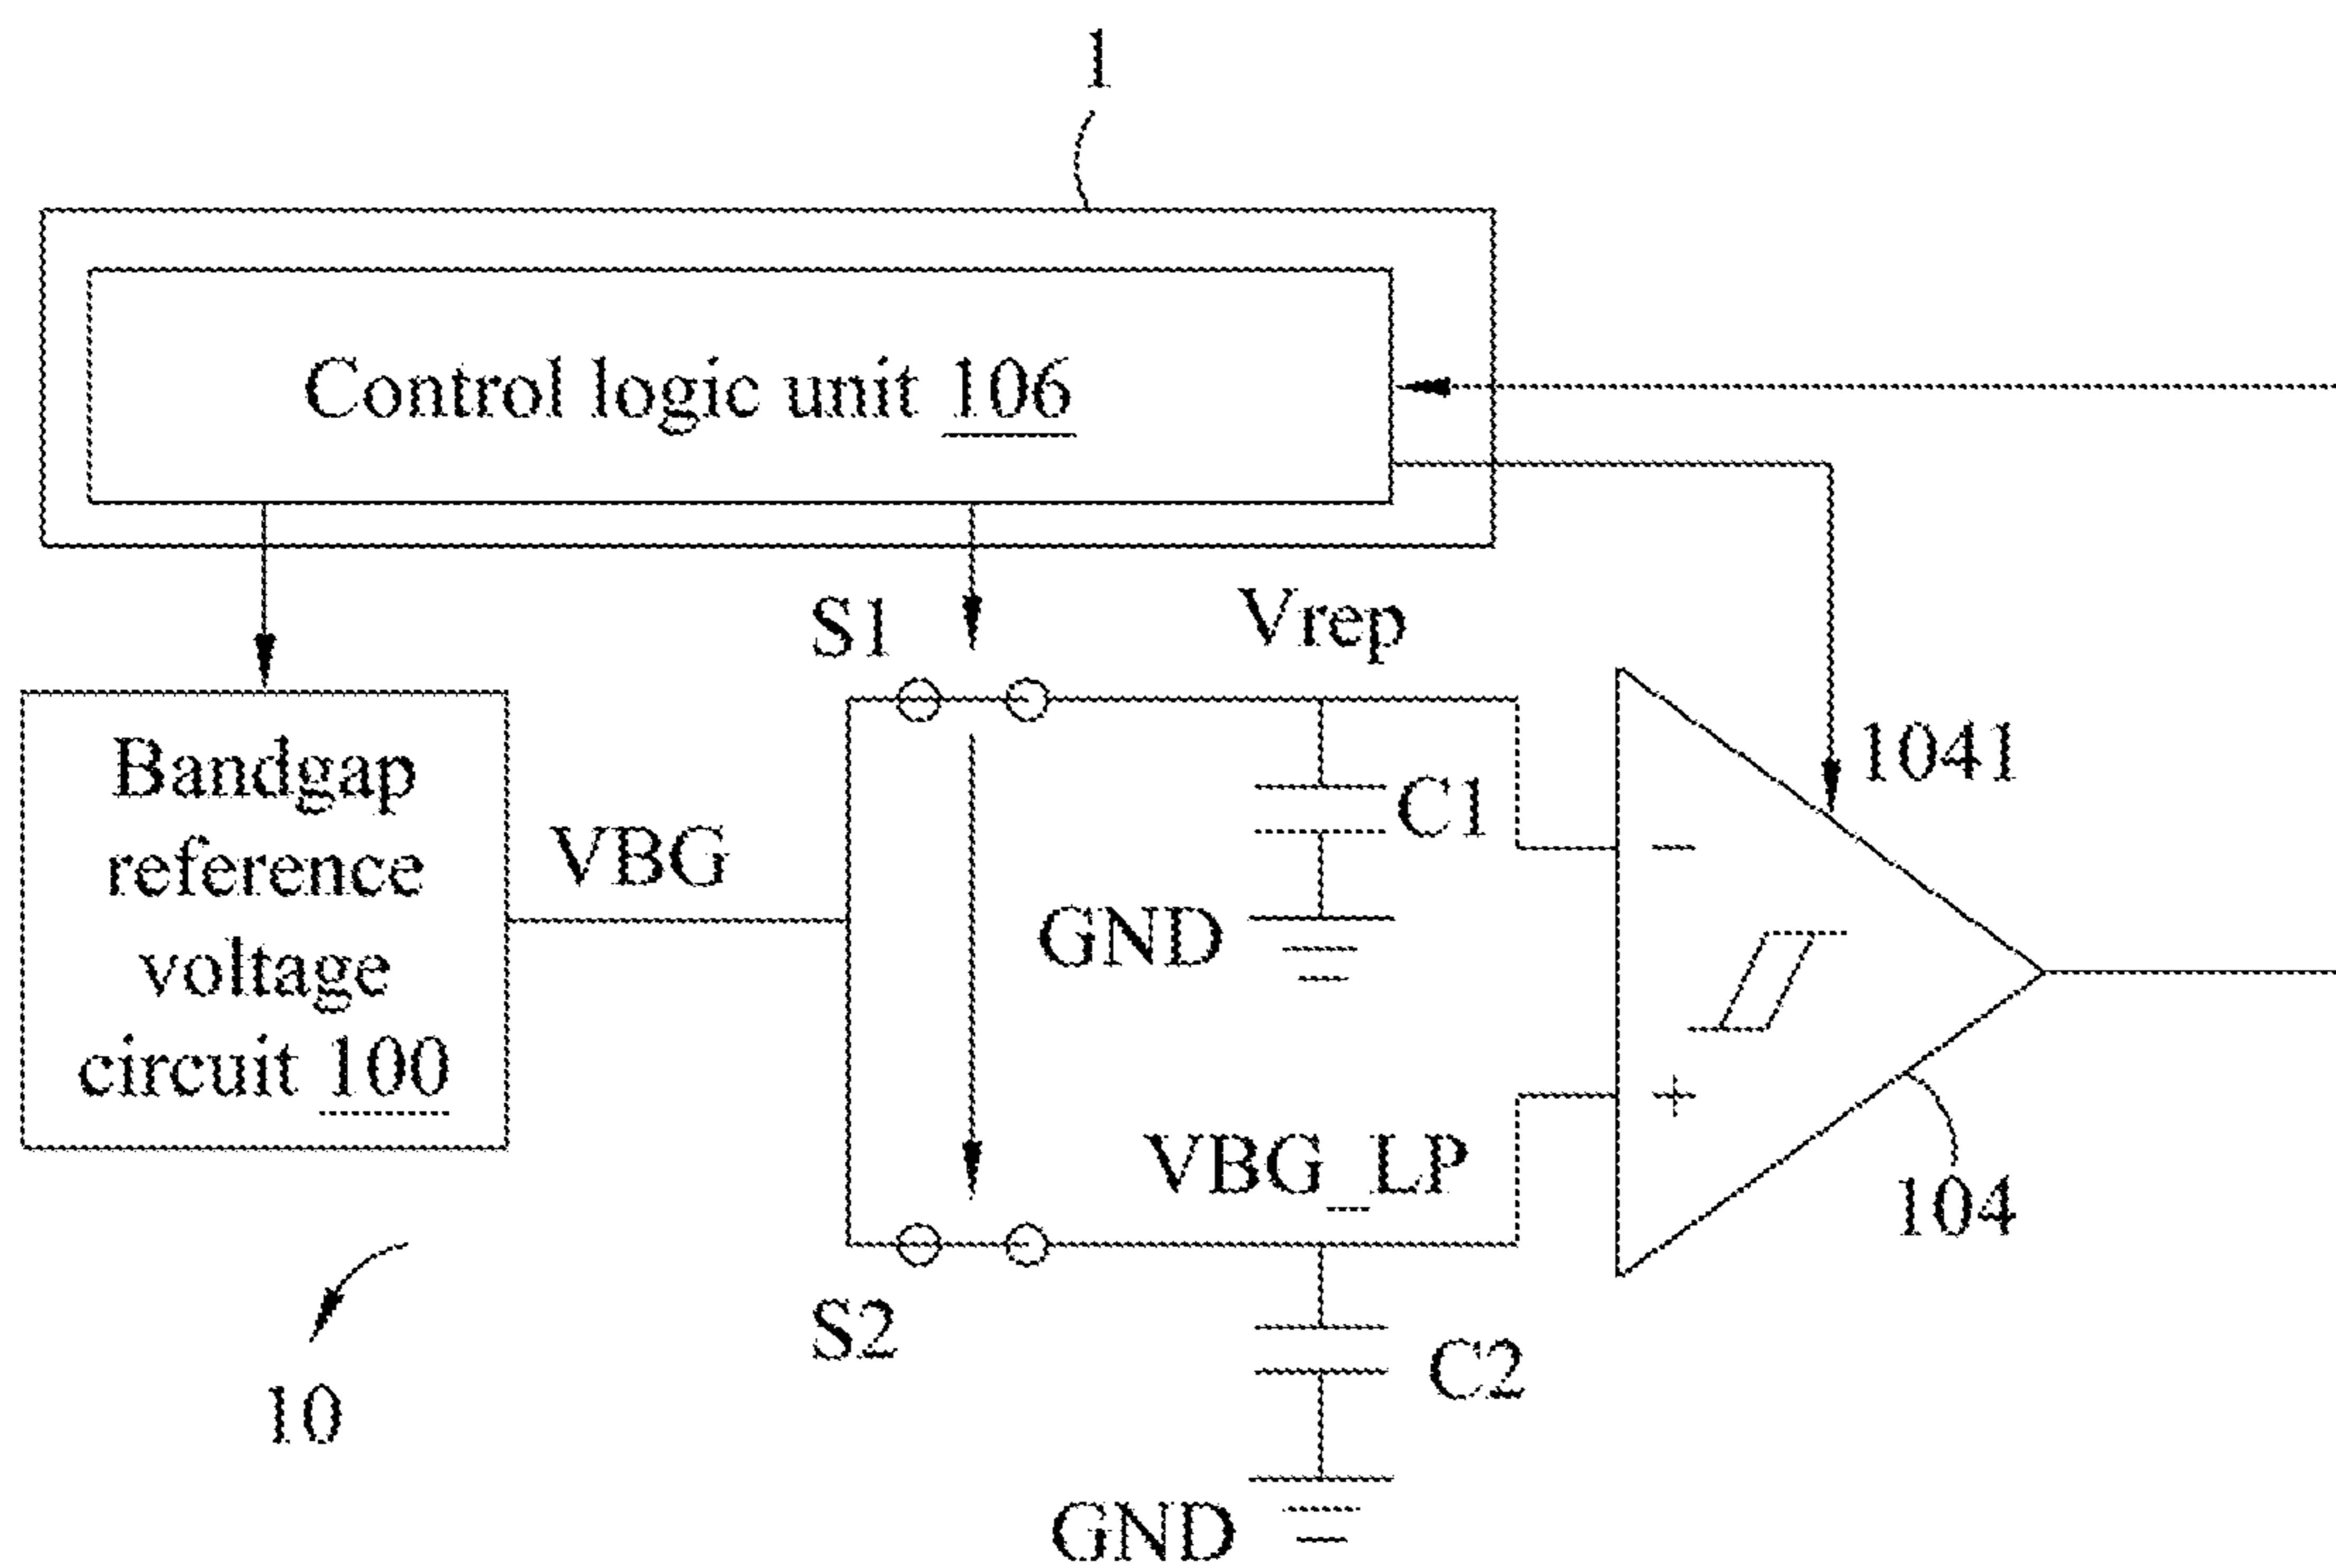 1
Control logic unit 106
S1
Vrep
Bandgap
reference
voltage
circuit 100
VBG
C1
1041
GND
−
+
VBG_LP
104
S2
C2
10
GND